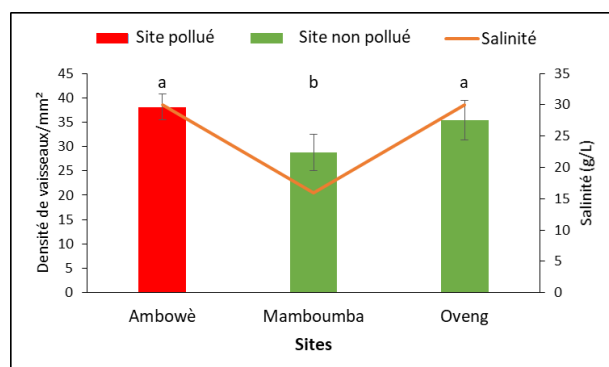 Site pollué Site non pollué Salinité
45 35
40 a b a 30
35 25
30 20
25 15
20 10
15 5
10 0
5
0
Densité de vaisseaux/mm²
Salinité (g/L)
Ambowè Mamboumba Oveng
Sites